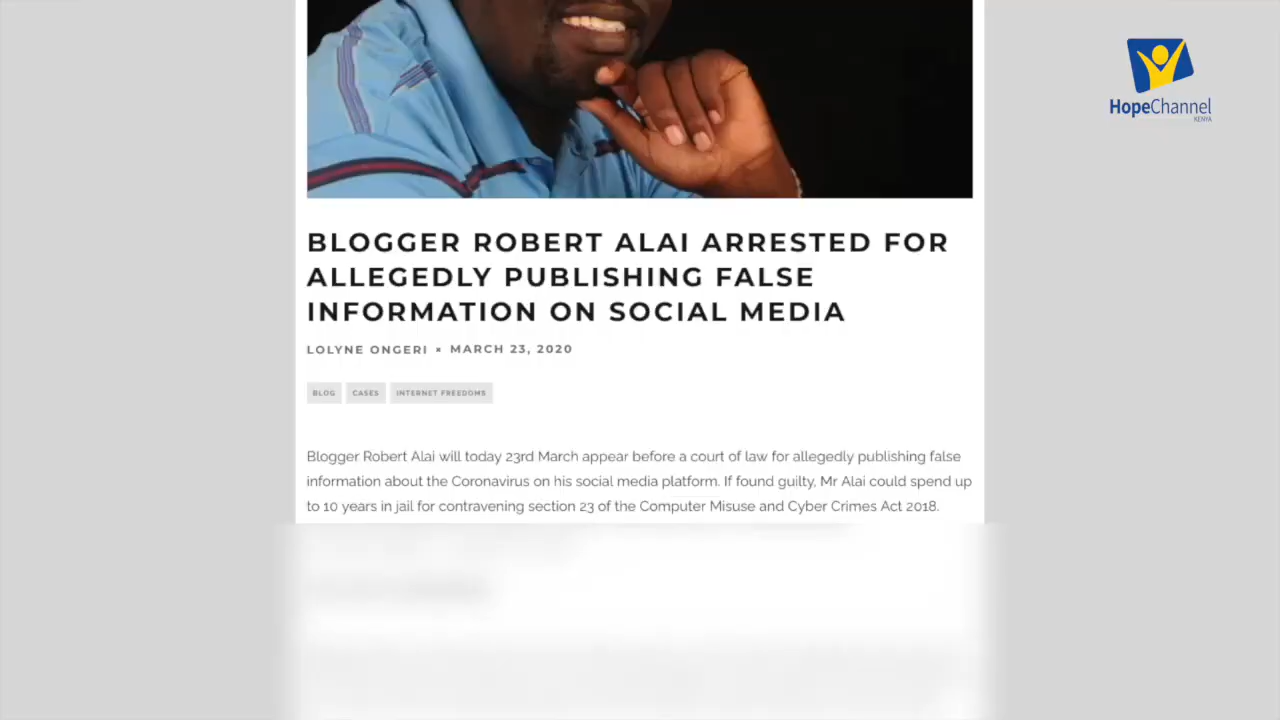 HopeChannel
KENYA
BLOGGER ROBERT ALAI ARRESTED FOR
ALLEGEDLY PUBLISHING FALSE
INFORMATION ON SOCIAL MEDIA
LOLYNE ONGERI × MARCH 23, 2020
BLOG CASES INTERNET FREEDOMS
Blogger Robert Alai will today 23rd March appear before a court of law for allegedly publishing false
information about the Coronavirus on his social media platform. If found guilty, Mr Alai could spend up
to 10 years in jail for contravening section 23 of the Computer Misuse and Cyber Crimes Act 2018.